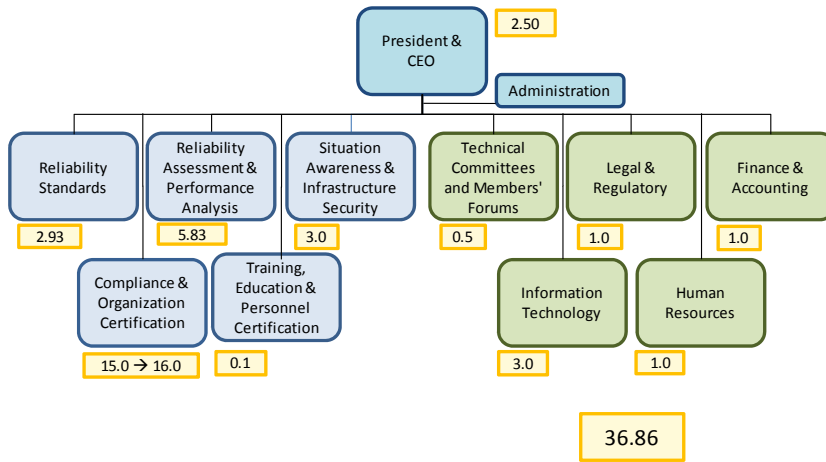 2.50
President &
CEO
Administration
Reliability
Standards
Reliability
Assessment &
Performance
Analysis
Situation
Awareness &
Infrastructure
Security
Technical
Committees
and Members'
Forums
Legal &
Regulatory
Finance &
Accounting
2.93
5.83
3.0
0.5
1.0
1.0
Compliance &
Organization
Certification
Training,
Education &
Personnel
Certification
Information
Technology
Human
Resources
15.0 → 16.0
0.1
3.0
1.0
36.86